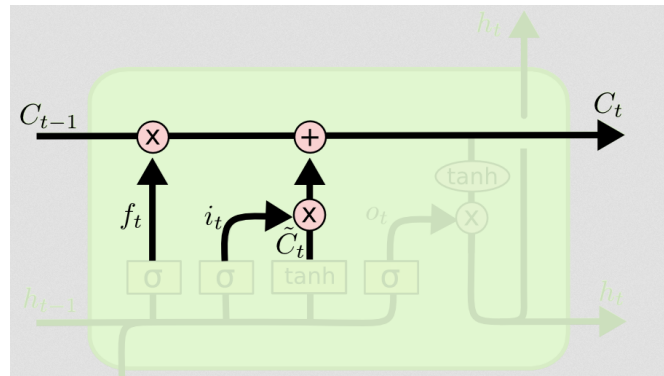 h_t
C_{t-1} × + C_t
tanh
f_t i_t × o_t ×
C̃_t
σ σ tanh σ
h_{t-1} h_t